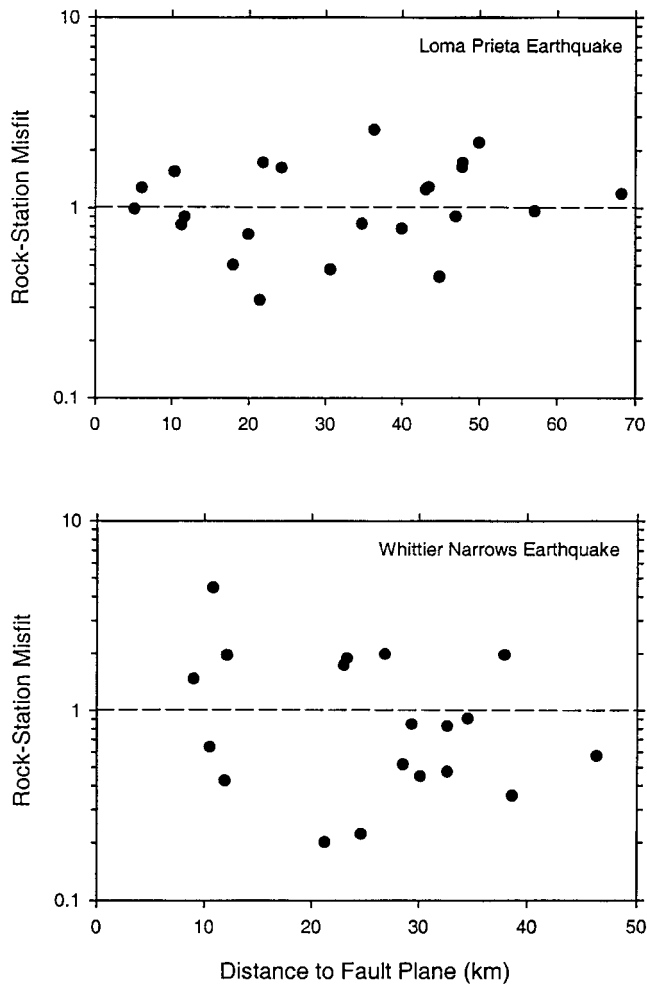 10
Loma Prieta Earthquake
Rock-Station Misfit
1
0.1
0 10 20 30 40 50 60 70
10
Whittier Narrows Earthquake
Rock-Station Misfit
1
0.1
0 10 20 30 40 50
Distance to Fault Plane (km)